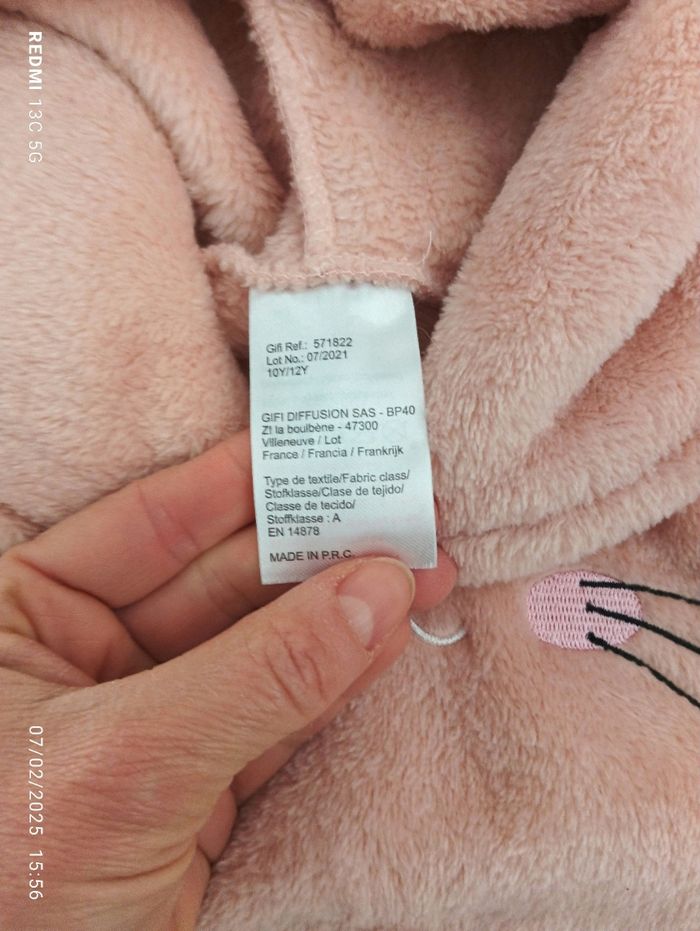 REDMI 13C 5G
Gifi Ref.: 571822
Lot No.: 07/2021
10Y/12Y
GIFI DIFFUSION SAS - BP40
ZI la boulbène - 47300
Villeneuve / Lot
France / Francia / Frankrijk
Type de textile/Fabric class/
Stofklasse/Clase de tejido/
Classe de tecido/
Stoffklasse : A
EN 14878
MADE IN P.R.C.
07/02/2025 15:56